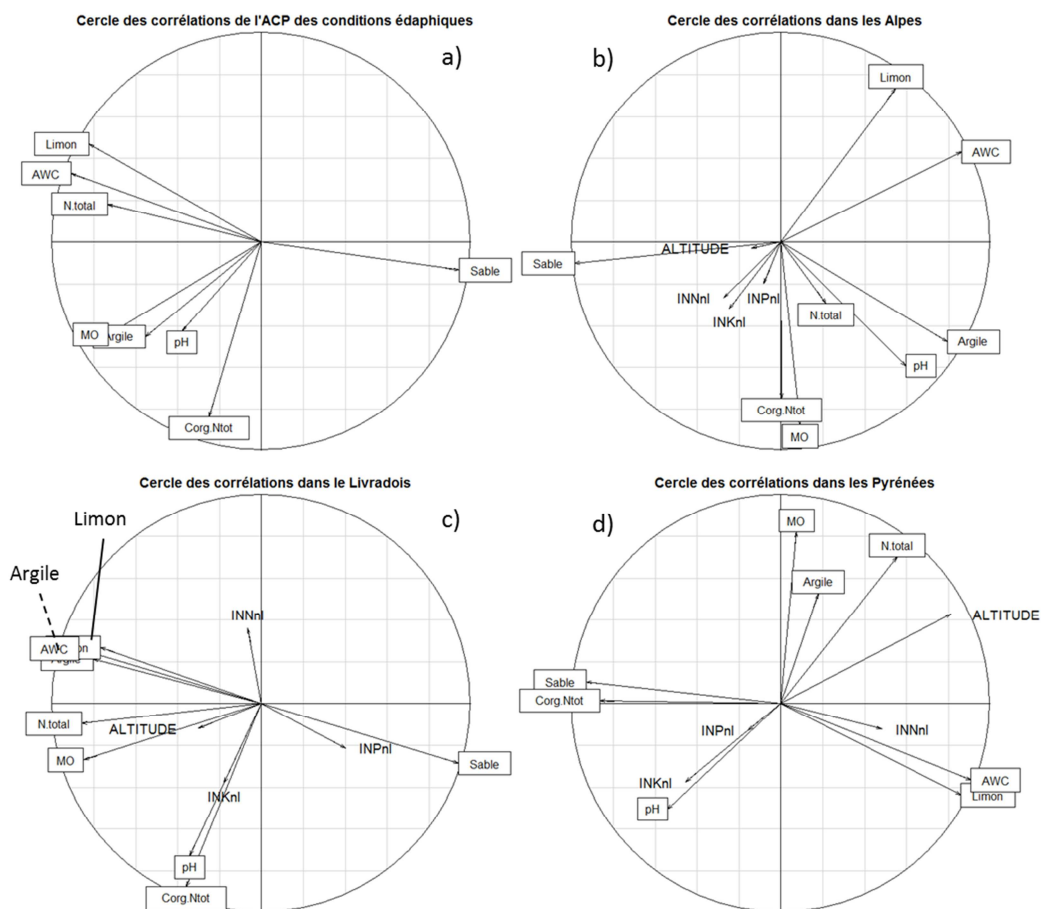 Cercle des corrélations de l'ACP des conditions édaphiques
a)
Limon
AWC
N.total
Sable
MO
Argile
pH
Corg.Ntot
Cercle des corrélations dans les Alpes
b)
Limon
AWC
ALTITUDE
Sable
INNnl
INPnl
INKnl
N.total
Argile
pH
Corg.Ntot
MO
Cercle des corrélations dans le Livradois
c)
Limon
Argile
INNnl
AWC
Argile
N.total
ALTITUDE
INPnl
MO
Sable
INKnl
pH
Corg.Ntot
Cercle des corrélations dans les Pyrénées
d)
MO
N.total
Argile
ALTITUDE
Sable
Corg.Ntot
INPnl
INNnl
INKnl
AWC
Limon
pH